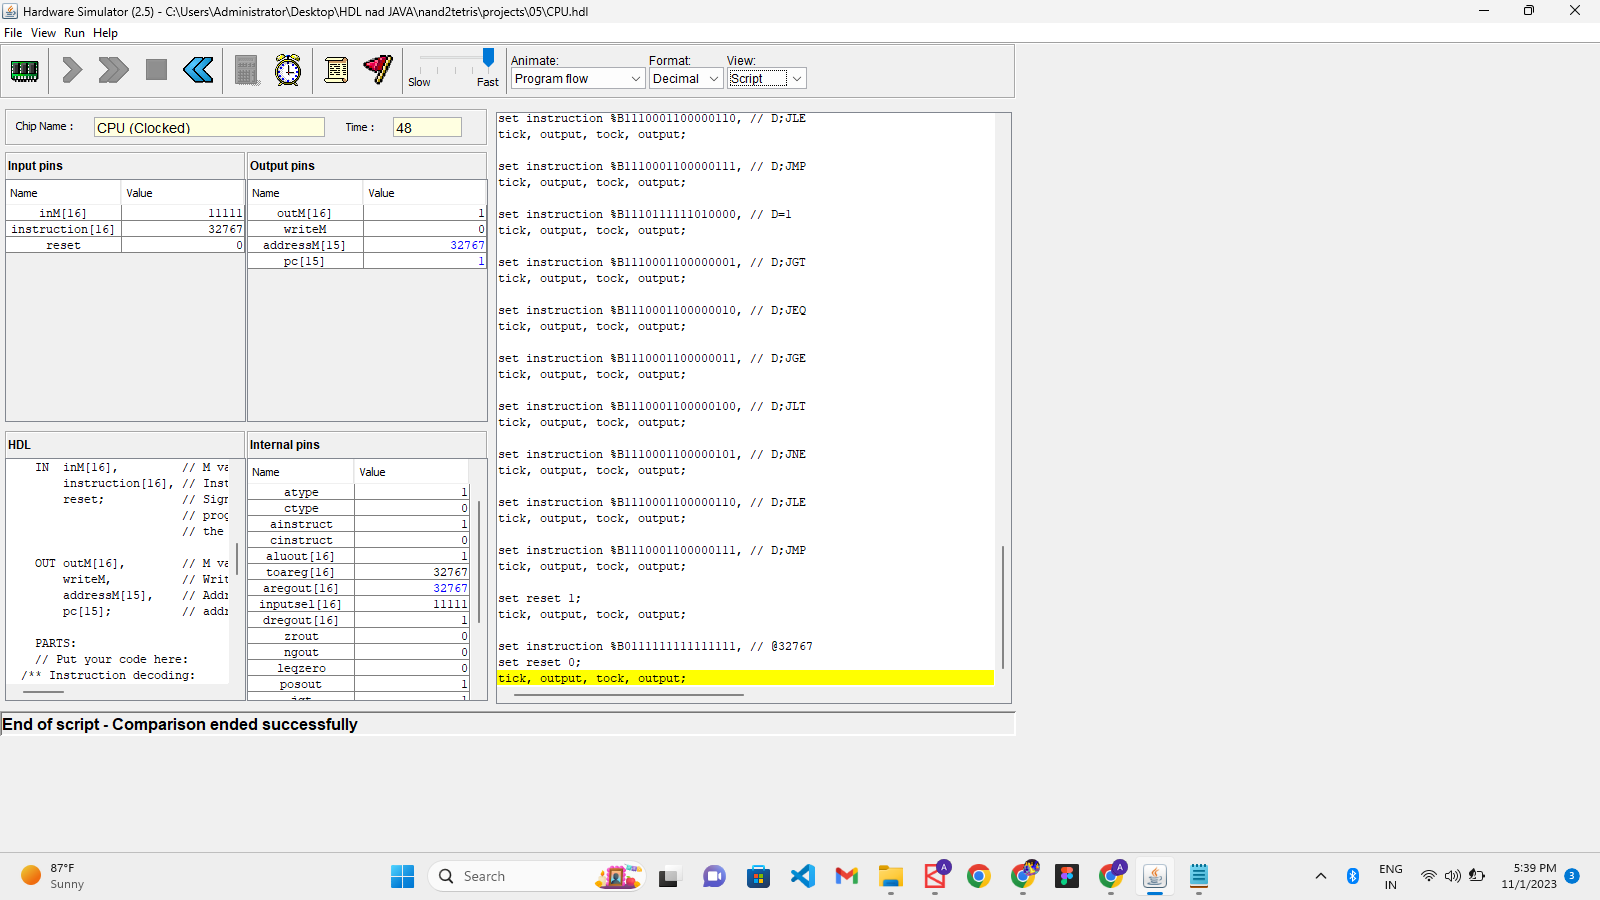 Hardware Simulator (2.5) - C:\Users\Administrator\Desktop\HDL nad JAVA\nand2tetris\projects\05\CPU.hdl
File View Run Help
Slow Fast
Animate: Format: View:
Program flow Decimal Script
Chip Name : CPU (Clocked) Time : 48
Input pins
Name Value
inM[16] 11111
instruction[16] 32767
reset 0
Output pins
Name Value
outM[16] 1
writeM 0
addressM[15] 32767
pc[15] 1
HDL
IN inM[16], // M va
instruction[16], // Inst
reset; // Sign
// prog
// the
OUT outM[16], // M va
writeM, // Writ
addressM[15], // Addr
pc[15]; // addr
PARTS:
// Put your code here:
/** Instruction decoding:
Internal pins
Name Value
atype 1
ctype 0
ainstruct 1
cinstruct 0
aluout[16] 1
toareg[16] 32767
aregout[16] 32767
inputsel[16] 11111
dregout[16] 1
zrout 0
ngout 0
leqzero 0
posout 1
set instruction %B1110001100000110, // D;JLE
tick, output, tock, output;
set instruction %B1110001100000111, // D;JMP
tick, output, tock, output;
set instruction %B1110111111010000, // D=1
tick, output, tock, output;
set instruction %B1110001100000001, // D;JGT
tick, output, tock, output;
set instruction %B1110001100000010, // D;JEQ
tick, output, tock, output;
set instruction %B1110001100000011, // D;JGE
tick, output, tock, output;
set instruction %B1110001100000100, // D;JLT
tick, output, tock, output;
set instruction %B1110001100000101, // D;JNE
tick, output, tock, output;
set instruction %B1110001100000110, // D;JLE
tick, output, tock, output;
set instruction %B1110001100000111, // D;JMP
tick, output, tock, output;
set reset 1;
tick, output, tock, output;
set instruction %B0111111111111111, // @32767
set reset 0;
tick, output, tock, output;
End of script - Comparison ended successfully
87°F
Sunny
Search
A
A
ENG
IN
5:39 PM
11/1/2023
3